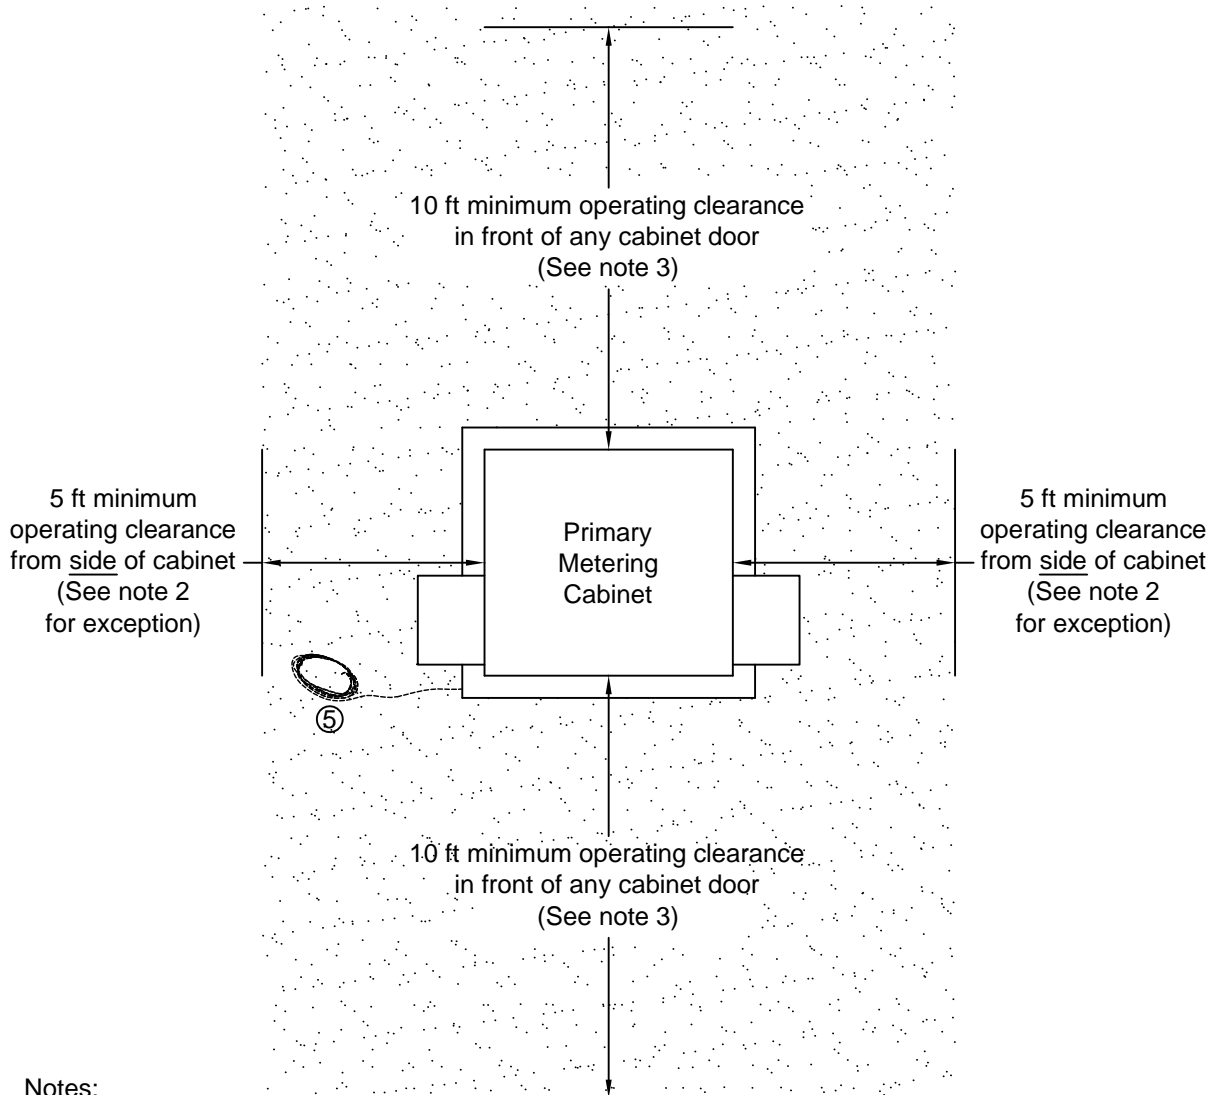 10 ft minimum operating clearance
in front of any cabinet door
(See note 3)
5 ft minimum
operating clearance
from side of cabinet
(See note 2
for exception)
Primary
Metering
Cabinet
5 ft minimum
operating clearance
from side of cabinet
(See note 2
for exception)
5
10 ft minimum operating clearance
in front of any cabinet door
(See note 3)
Notes: